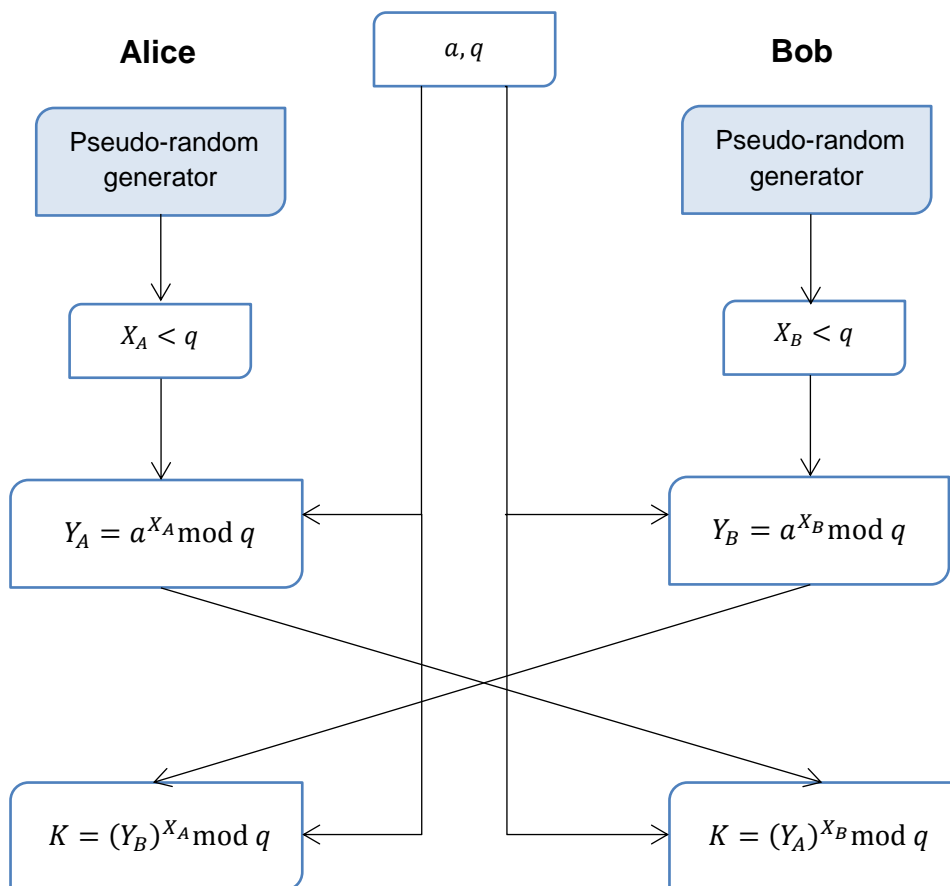 Alice
a, q
Bob
Pseudo-random
generator
Pseudo-random
generator
X_A < q
X_B < q
Y_A = a^{X_A} mod q
Y_B = a^{X_B} mod q
K = (Y_B)^{X_A} mod q
K = (Y_A)^{X_B} mod q